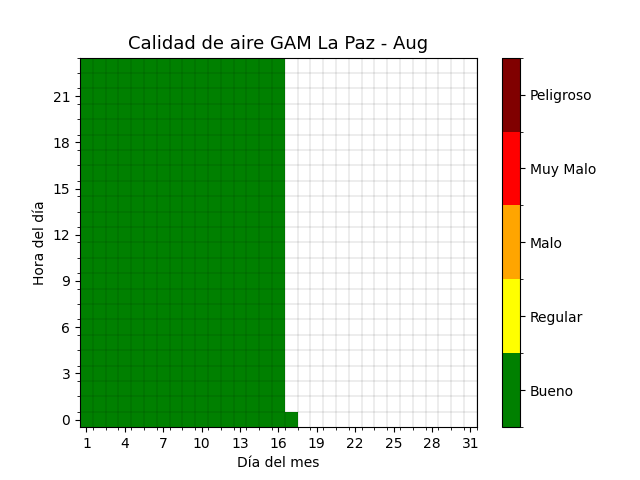 Calidad de aire GAM La Paz - Aug
Hora del día
21
18
15
12
9
6
3
0
1 4 7 10 13 16 19 22 25 28 31
Día del mes
Peligroso
Muy Malo
Malo
Regular
Bueno